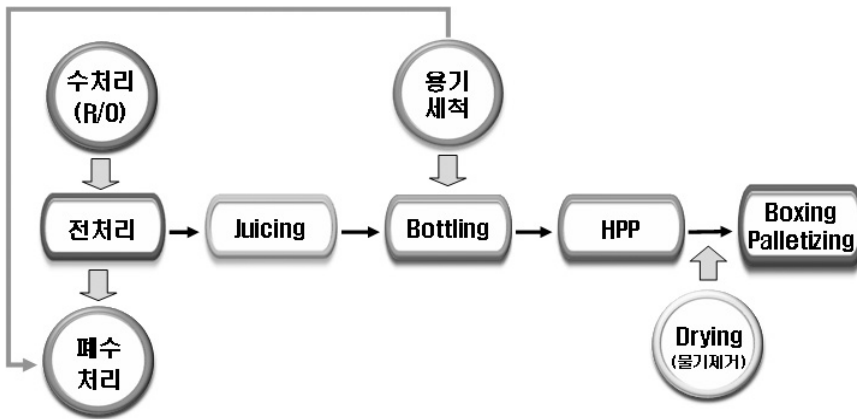 수처리
(R/O)
용기
세척
전처리
Juicing
Bottling
HPP
Boxing
Palletizing
폐수
처리
Drying
(물기제거)